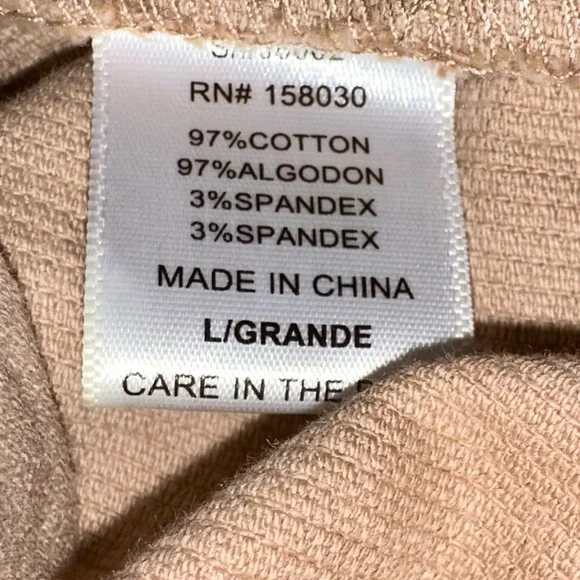 RN# 158030
97%COTTON
97%ALGODON
3%SPANDEX
3%SPANDEX
MADE IN CHINA
L/GRANDE
CARE IN THE